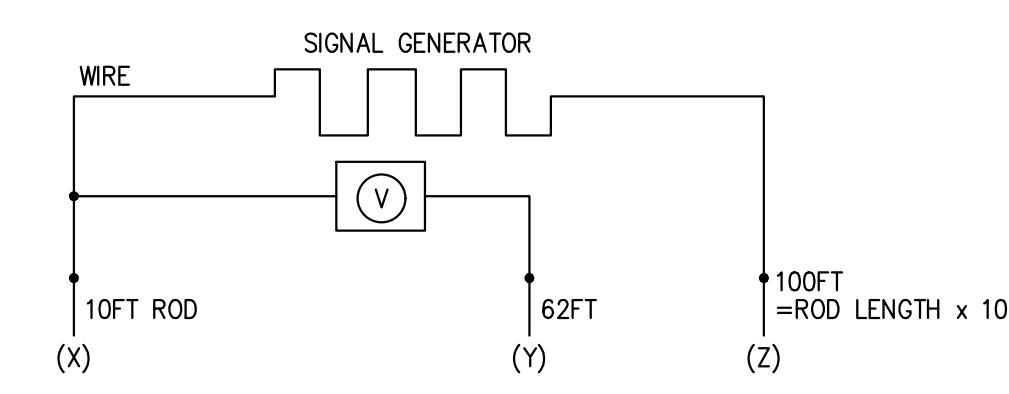 SIGNAL GENERATOR
WIRE
V
10FT ROD
62FT
100FT
=ROD LENGTH x 10
(X)
(Y)
(Z)